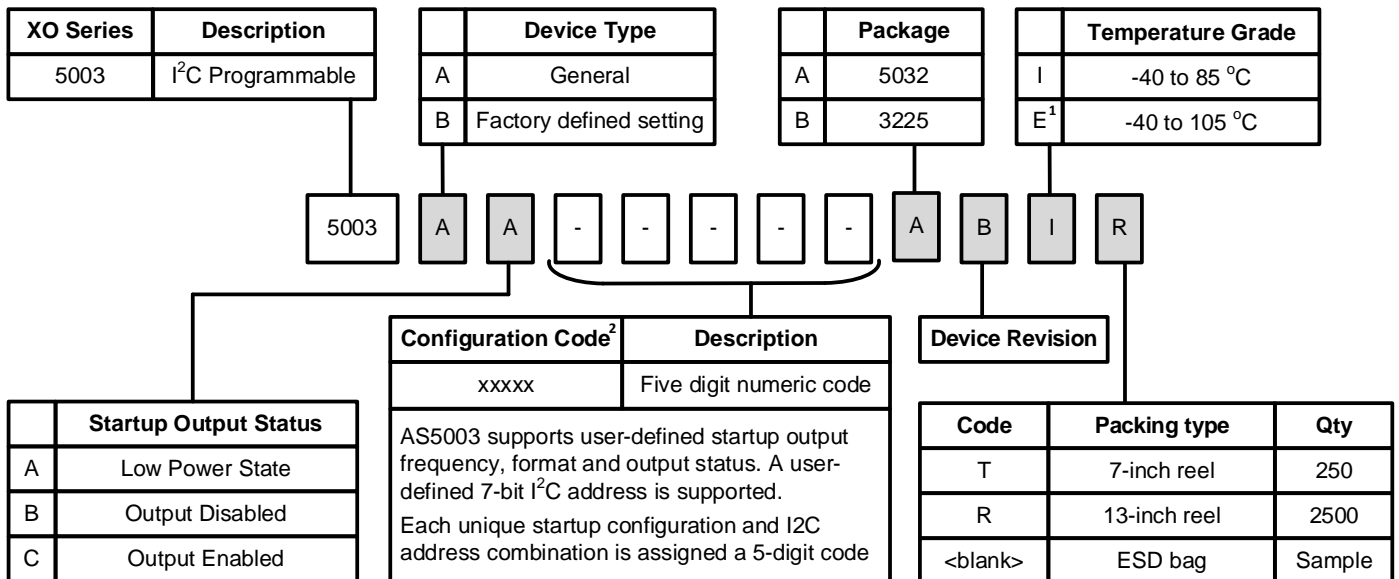 XO Series Description
5003 I²C Programmable
Device Type
A General
B Factory defined setting
Package
A 5032
B 3225
Temperature Grade
I -40 to 85 °C
E¹ -40 to 105 °C
5003 A A - - - - - A B I R
Startup Output Status
A Low Power State
B Output Disabled
C Output Enabled
Configuration Code² Description
xxxxx Five digit numeric code
AS5003 supports user-defined startup output
frequency, format and output status. A user-
defined 7-bit I²C address is supported.
Each unique startup configuration and I2C
address combination is assigned a 5-digit code
Device Revision
Code Packing type Qty
T 7-inch reel 250
R 13-inch reel 2500
<blank> ESD bag Sample